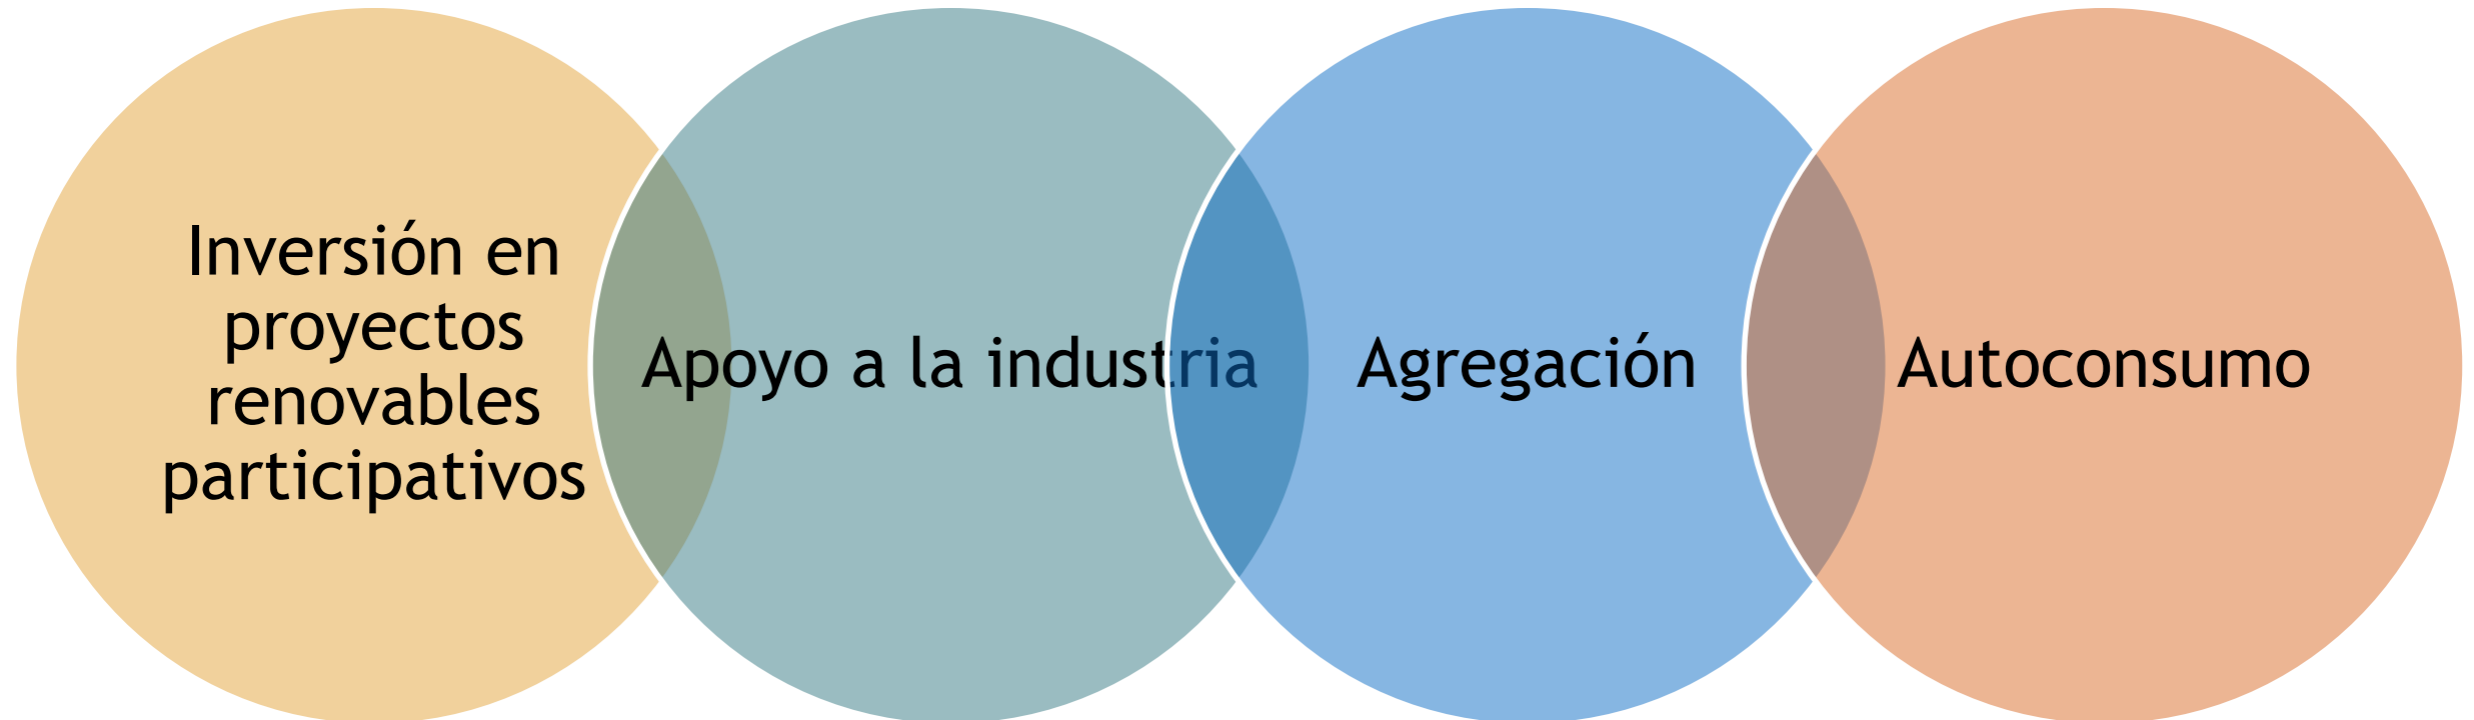 Inversión en
proyectos
renovables
participativos
Apoyo a la industria
Agregación
Autoconsumo